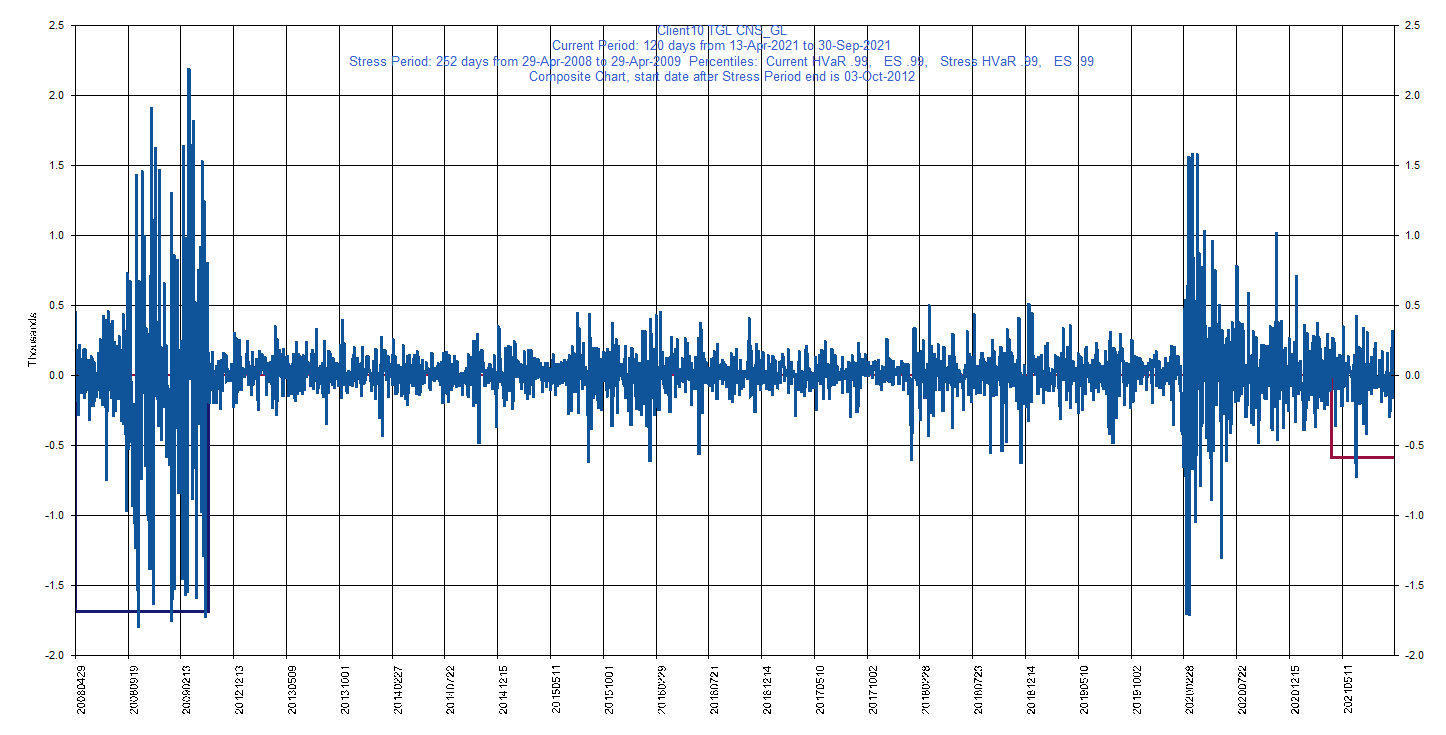 Client10 TGL CNS_GL
Current Period: 120 days from 13-Apr-2021 to 30-Sep-2021
Stress Period: 252 days from 29-Apr-2008 to 29-Apr-2009 Percentiles: Current HVaR .99, ES .99, Stress HVaR .99, ES .99
Composite Chart, start date after Stress Period end is 03-Oct-2012
2.5 2.5
2.0 2.0
1.5 1.5
1.0 1.0
0.5 0.5
Thousands
0.0 0.0
-0.5 -0.5
-1.0 -1.0
-1.5 -1.5
-2.0 -2.0
20080429 20080919 20090213 20121213 20130509 20131001 20140227 20140722 20141215 20150511 20151001 20160229 20160721 20161214 20170510 20171002 20180228 20180723 20181214 20190510 20191002 20200228 20200722 20201215 20210511